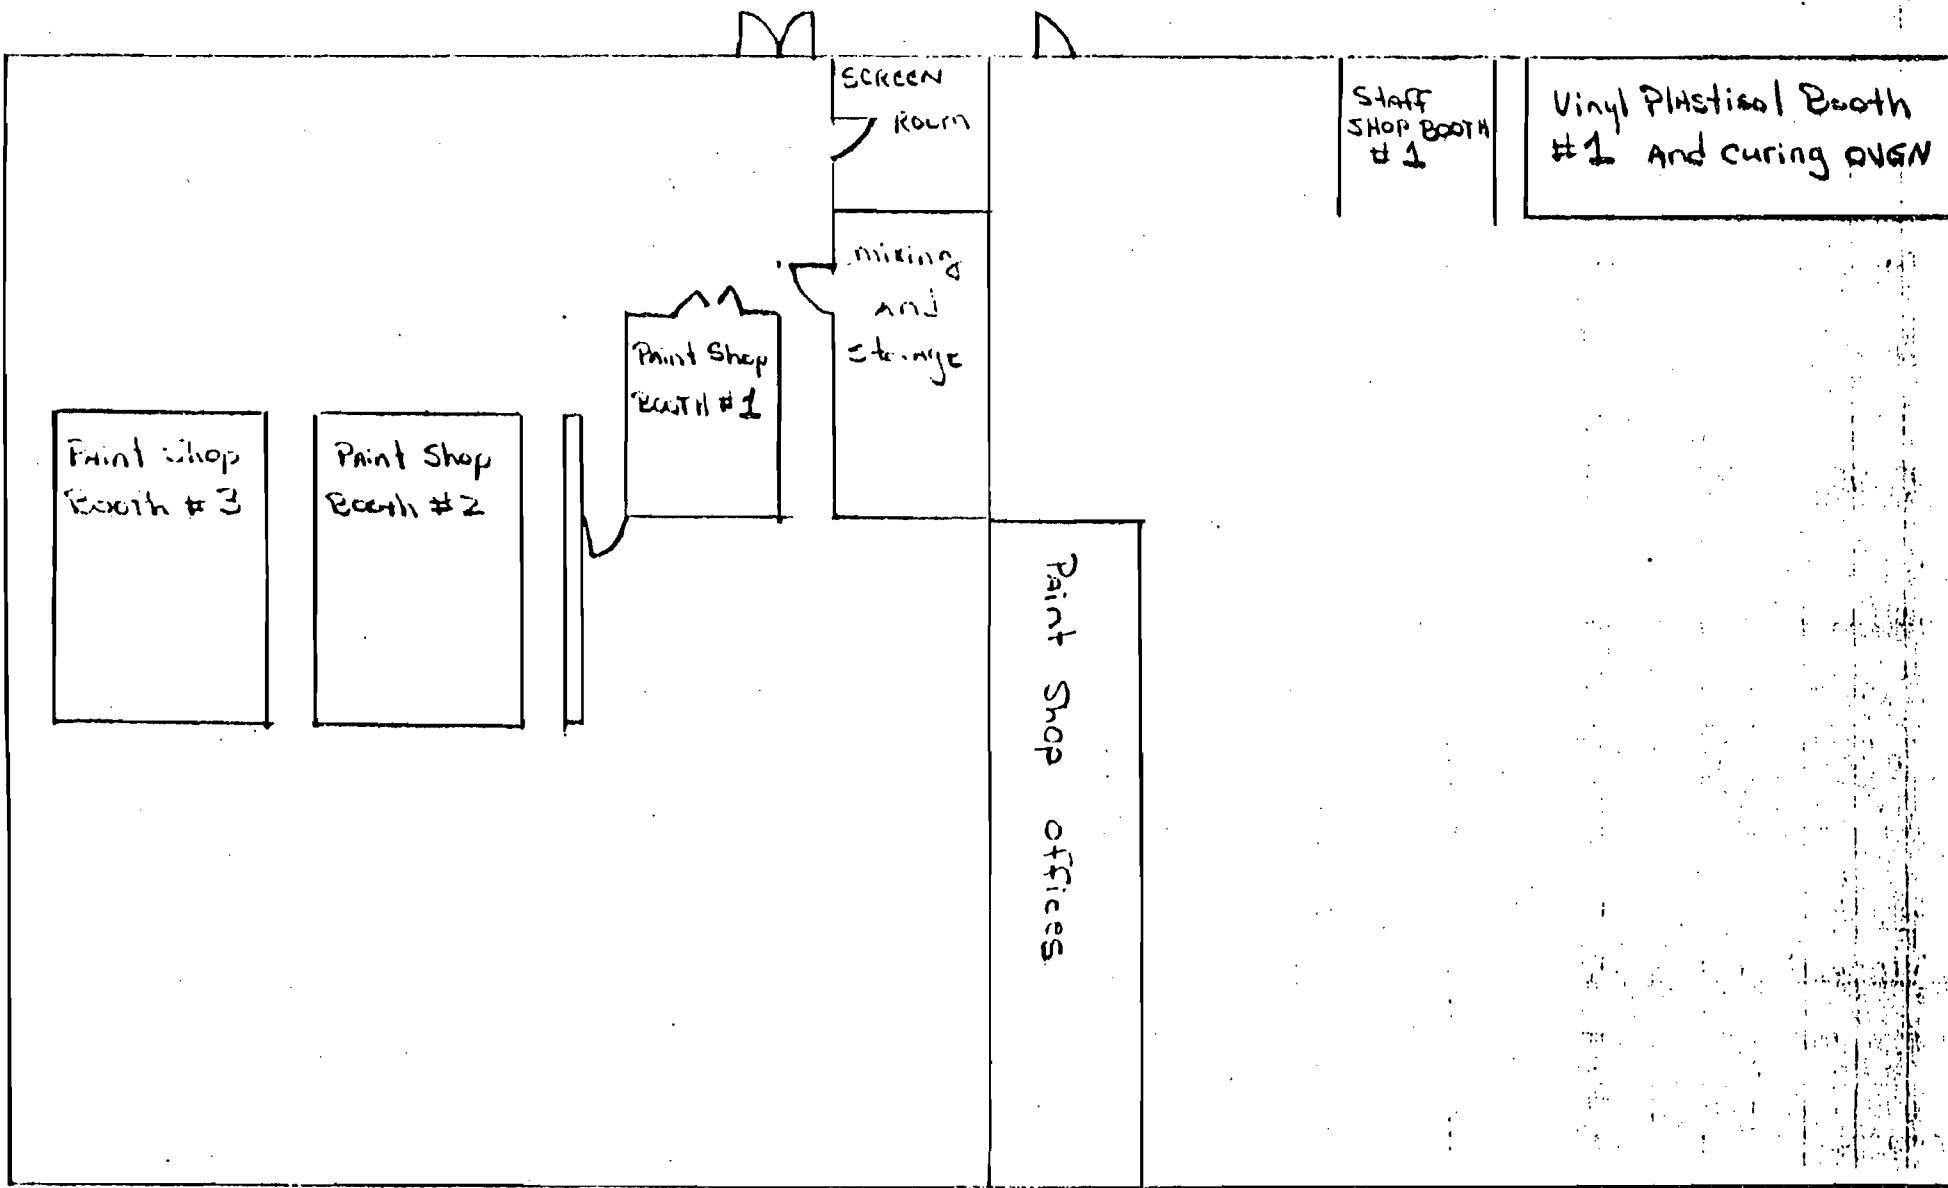 SCREEN
ROOM
STAFF
SHOP BOOTH
#1
Vinyl Plastisol Booth
#1 And Curing OVEN
mixing
And
Storage
Paint Shop
BOOTH #1
Paint Shop
Booth #3
Paint Shop
Booth #2
Paint Shop offices